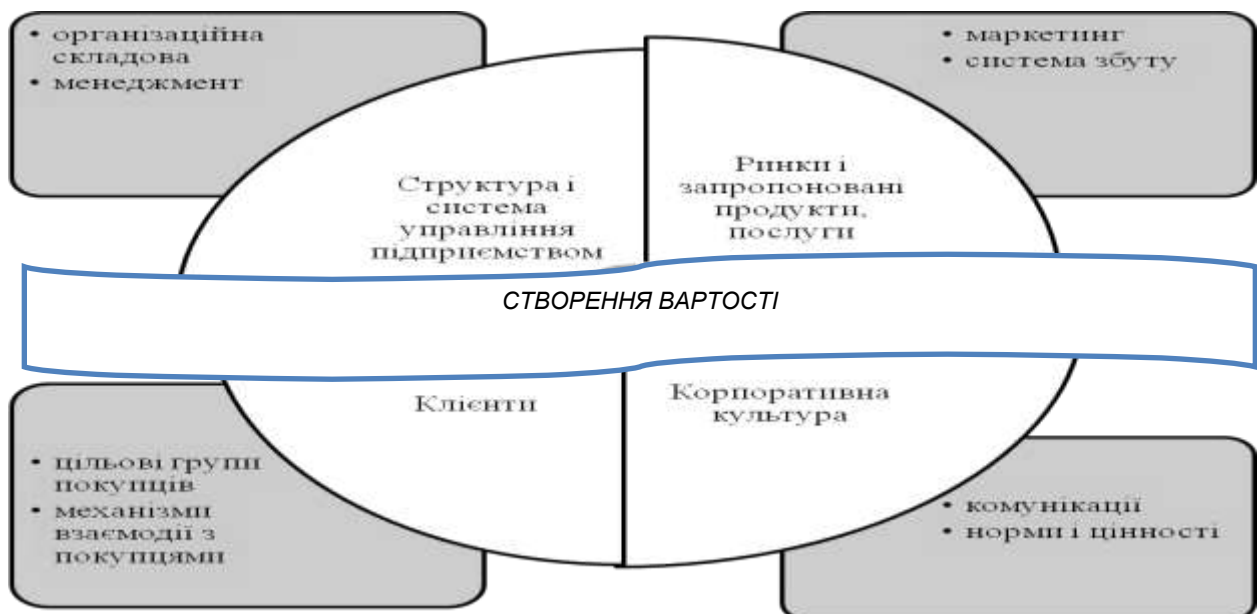 • організаційна
складова
• менеджмент
• маркетинг
• система збуту
Структура і
система
управління
підприємством
Ринки і
запропоновані
продукти,
послуги
СТВОРЕННЯ ВАРТОСТІ
Клієнти
Корпоративна
культура
• цільові групи
покупців
• механізми
взаємодії з
покупцями
• комунікації
• норми і цінності